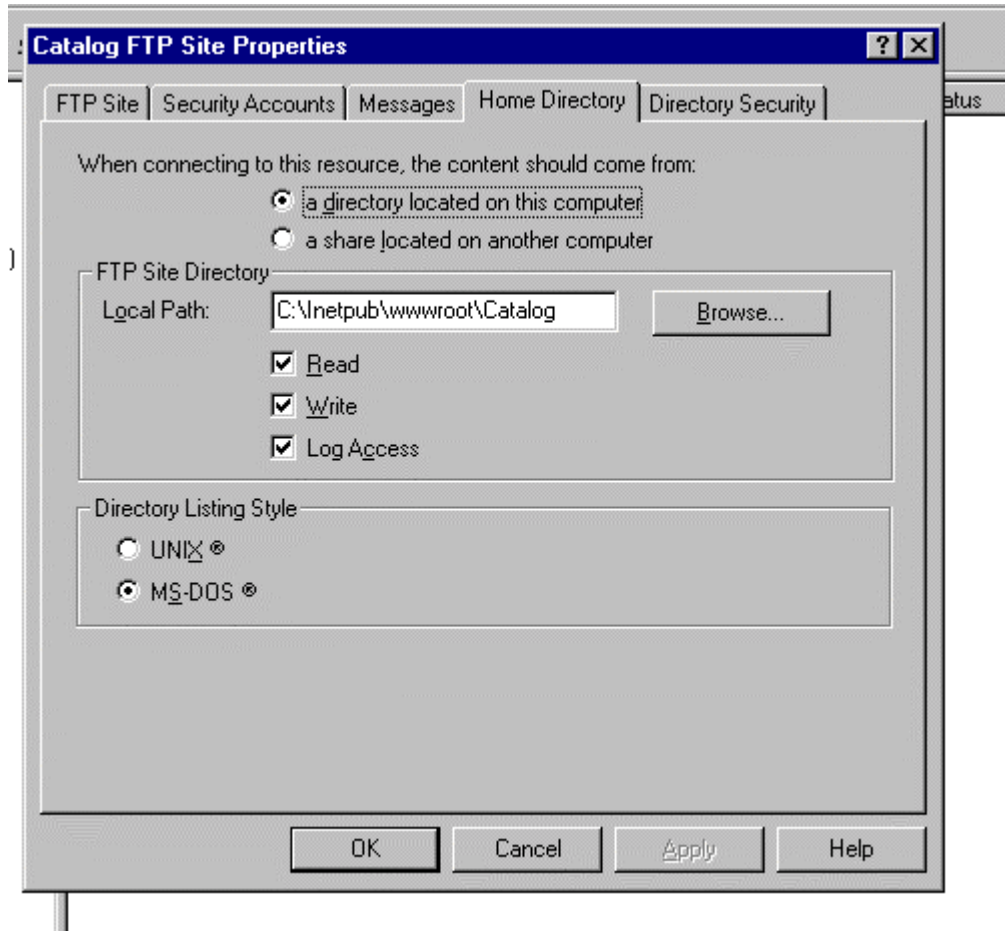 Catalog FTP Site Properties
FTP Site Security Accounts Messages Home Directory Directory Security
atus
When connecting to this resource, the content should come from:
a directory located on this computer
a share located on another computer
)
FTP Site Directory
Local Path: C:\Inetpub\wwwroot\Catalog Browse...
Read
Write
Log Access
Directory Listing Style
UNIX ®
MS-DOS ®
OK Cancel Apply Help